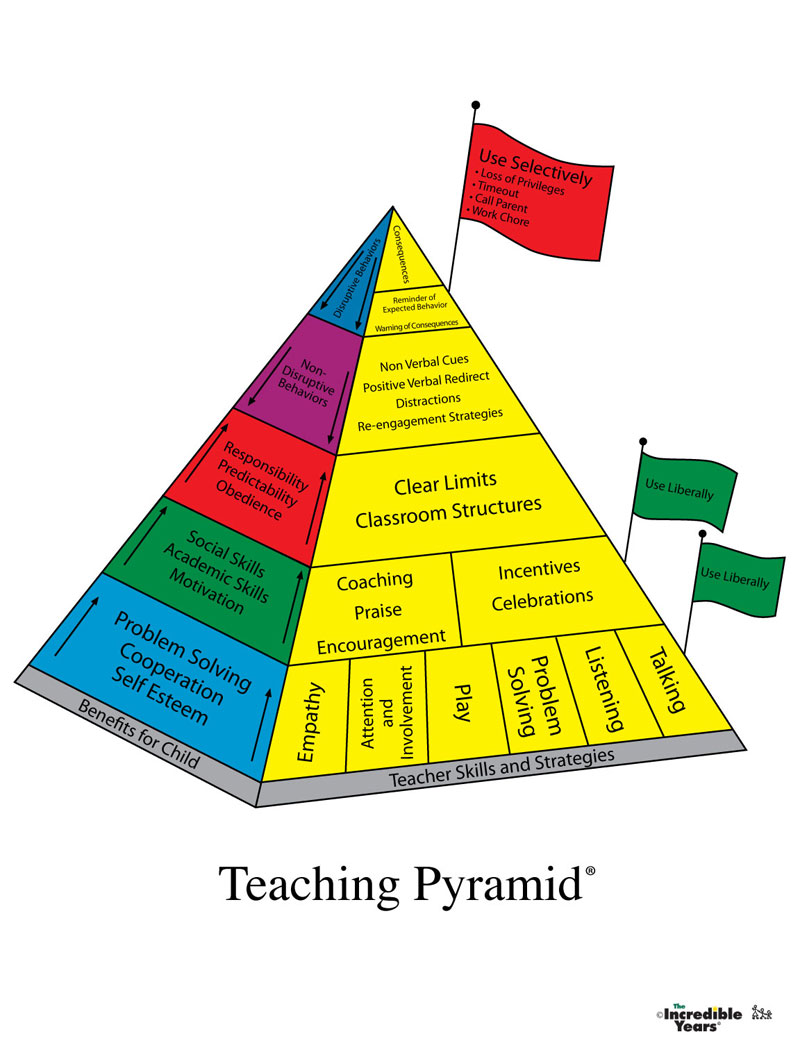 Use Selectively
• Loss of Privileges
• Timeout
• Call Parent
• Work Chore
Disruptive Behaviors
Consequences
Reminder of
Expected Behavior
Warning of Consequences
Non-
Disruptive
Behaviors
Non Verbal Cues
Positive Verbal Redirect
Distractions
Re-engagement Strategies
Responsibility
Predictability
Obedience
Clear Limits
Classroom Structures
Use Liberally
Social Skills
Academic Skills
Motivation
Coaching
Praise
Encouragement
Incentives
Celebrations
Use Liberally
Problem Solving
Cooperation
Self Esteem
Empathy
Attention
and
Involvement
Play
Problem
Solving
Listening
Talking
Benefits for Child
Teacher Skills and Strategies
Teaching Pyramid®
The
©Incredible
Years®